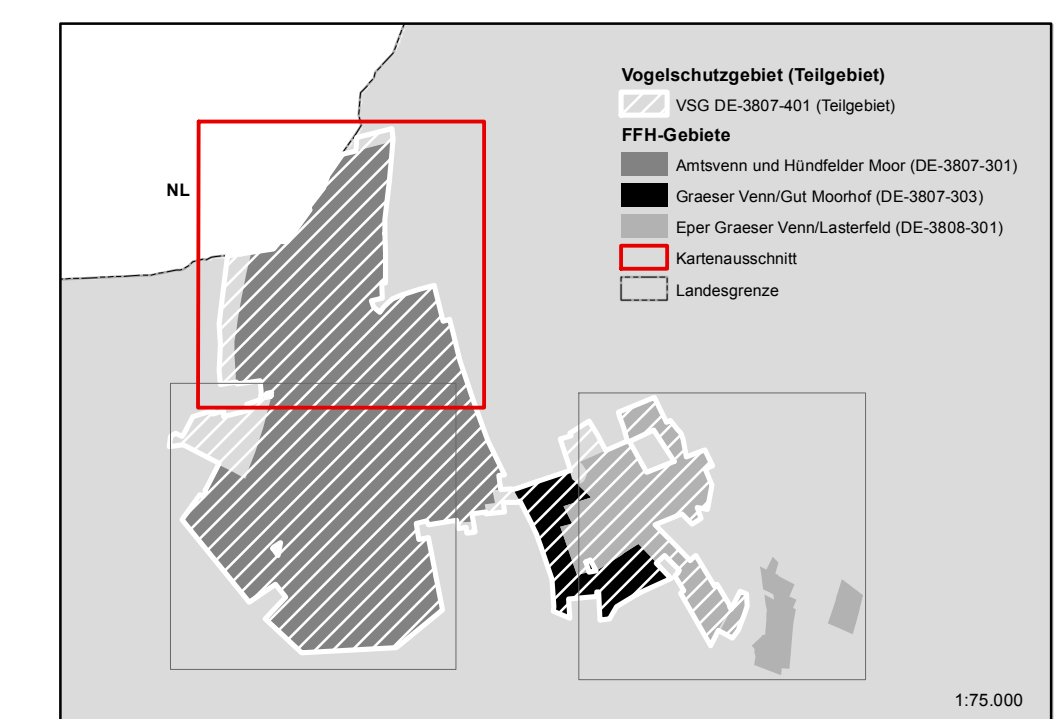 Vogelschutzgebiet (Teilgebiet)
VSG DE-3807-401 (Teilgebiet)
FFH-Gebiete
Amtsvenn und Hündfelder Moor (DE-3807-301)
Graeser Venn/Gut Moorhof (DE-3807-303)
Eper Graeser Venn/Lasterfeld (DE-3808-301)
Kartenausschnitt
Landesgrenze
NL
1:75.000